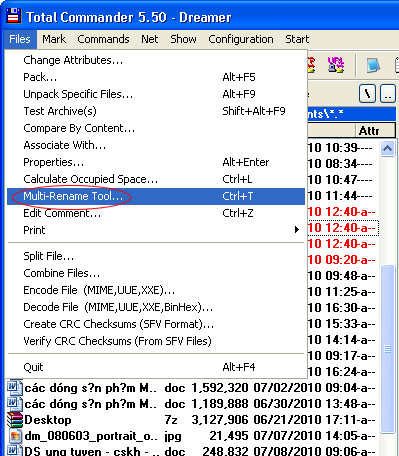 Total Commander 5.50 - Dreamer
Files Mark Commands Net Show Configuration Start
Change Attributes...
Pack... Alt+F5
Unpack Specific Files... Alt+F9
Test Archive(s) Shift+Alt+F9
Compare By Content...
Associate With...
Properties... Alt+Enter
Calculate Occupied Space... Ctrl+L
Multi-Rename Tool... Ctrl+T
Edit Comment... Ctrl+Z
Print
Split File...
Combine Files...
Encode File (MIME,UUE,XXE)...
Decode File (MIME,UUE,XXE,BinHex)...
Create CRC Checksums (SFV Format)...
Verify CRC Checksums (From SFV Files)
Quit Alt+F4
\ ..
nts\*.*
Attr
10 10:39 ----
10 08:34 ----
10 10:47 ----
10 11:44 ----
10 12:40 -a--
10 12:40 -a--
10 12:40 -a--
10 09:20 -a--
10 09:48 -a--
10 11:25 -a--
10 16:30 -a--
10 15:33 -a--
10 14:14 -a--
10 09:17 -a--
10 16:24 -a--
các dóng s?n ph?m M... doc 1,592,320 07/02/2010 09:04 -a--
các dóng s?n ph?m M... doc 1,189,888 06/30/2010 13:48 -a--
Desktop 7z 3,127,906 06/21/2010 17:11 -a--
dm_080603_portrait_o... jpg 21,495 07/07/2010 14:05 -a--
DS ung tuyen - cskh - ... doc 248,832 07/08/2010 09:06 -a--